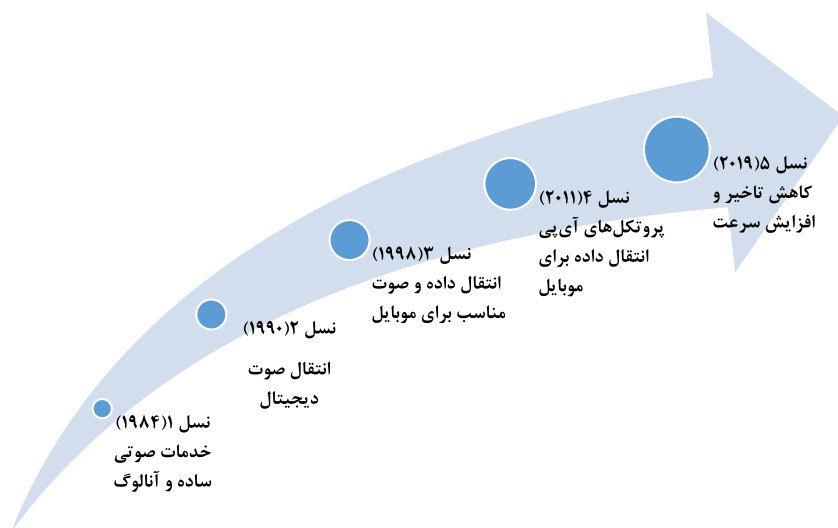 نسل ۱(۱۹۸۴)
خدمات صوتی
ساده و آنالوگ
نسل ۲(۱۹۹۰)
انتقال صوت
دیجیتال
نسل ۳(۱۹۹۸)
انتقال داده و صوت
مناسب برای موبایل
نسل ۴(۲۰۱۱)
پروتکل‌های آی‌پی
انتقال داده برای
موبایل
نسل ۵(۲۰۱۹)
کاهش تاخیر و
افزایش سرعت